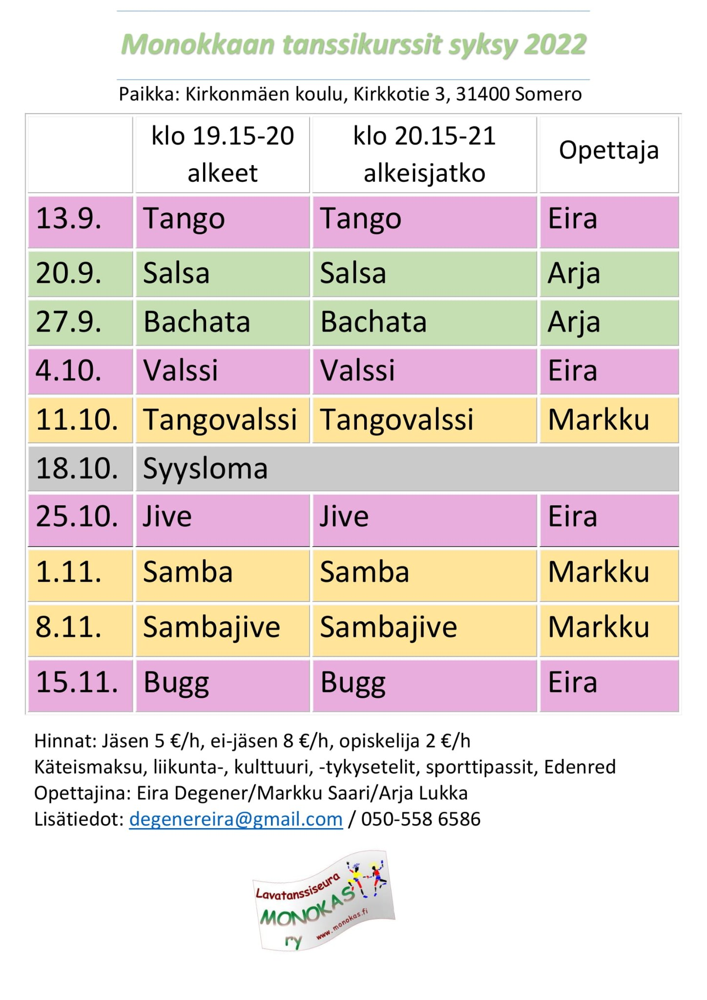 Monokkaan tanssikurssit syksy 2022
Paikka: Kirkonmäen koulu, Kirkkotie 3, 31400 Somero
klo 19.15-20 alkeet klo 20.15-21 alkeisjatko Opettaja
13.9. Tango Tango Eira
20.9. Salsa Salsa Arja
27.9. Bachata Bachata Arja
4.10. Valssi Valssi Eira
11.10. Tangovalssi Tangovalssi Markku
18.10. Syysloma
25.10. Jive Jive Eira
1.11. Samba Samba Markku
8.11. Sambajive Sambajive Markku
15.11. Bugg Bugg Eira
Hinnat: Jäsen 5 €/h, ei-jäsen 8 €/h, opiskelija 2 €/h
Käteismaksu, liikunta-, kulttuuri, -tykysetelit, sporttipassit, Edenred
Opettajina: Eira Degener/Markku Saari/Arja Lukka
Lisätiedot: degenereira@gmail.com / 050-558 6586
Lavatanssiseura
MONOKAS
ry
www.monokas.fi